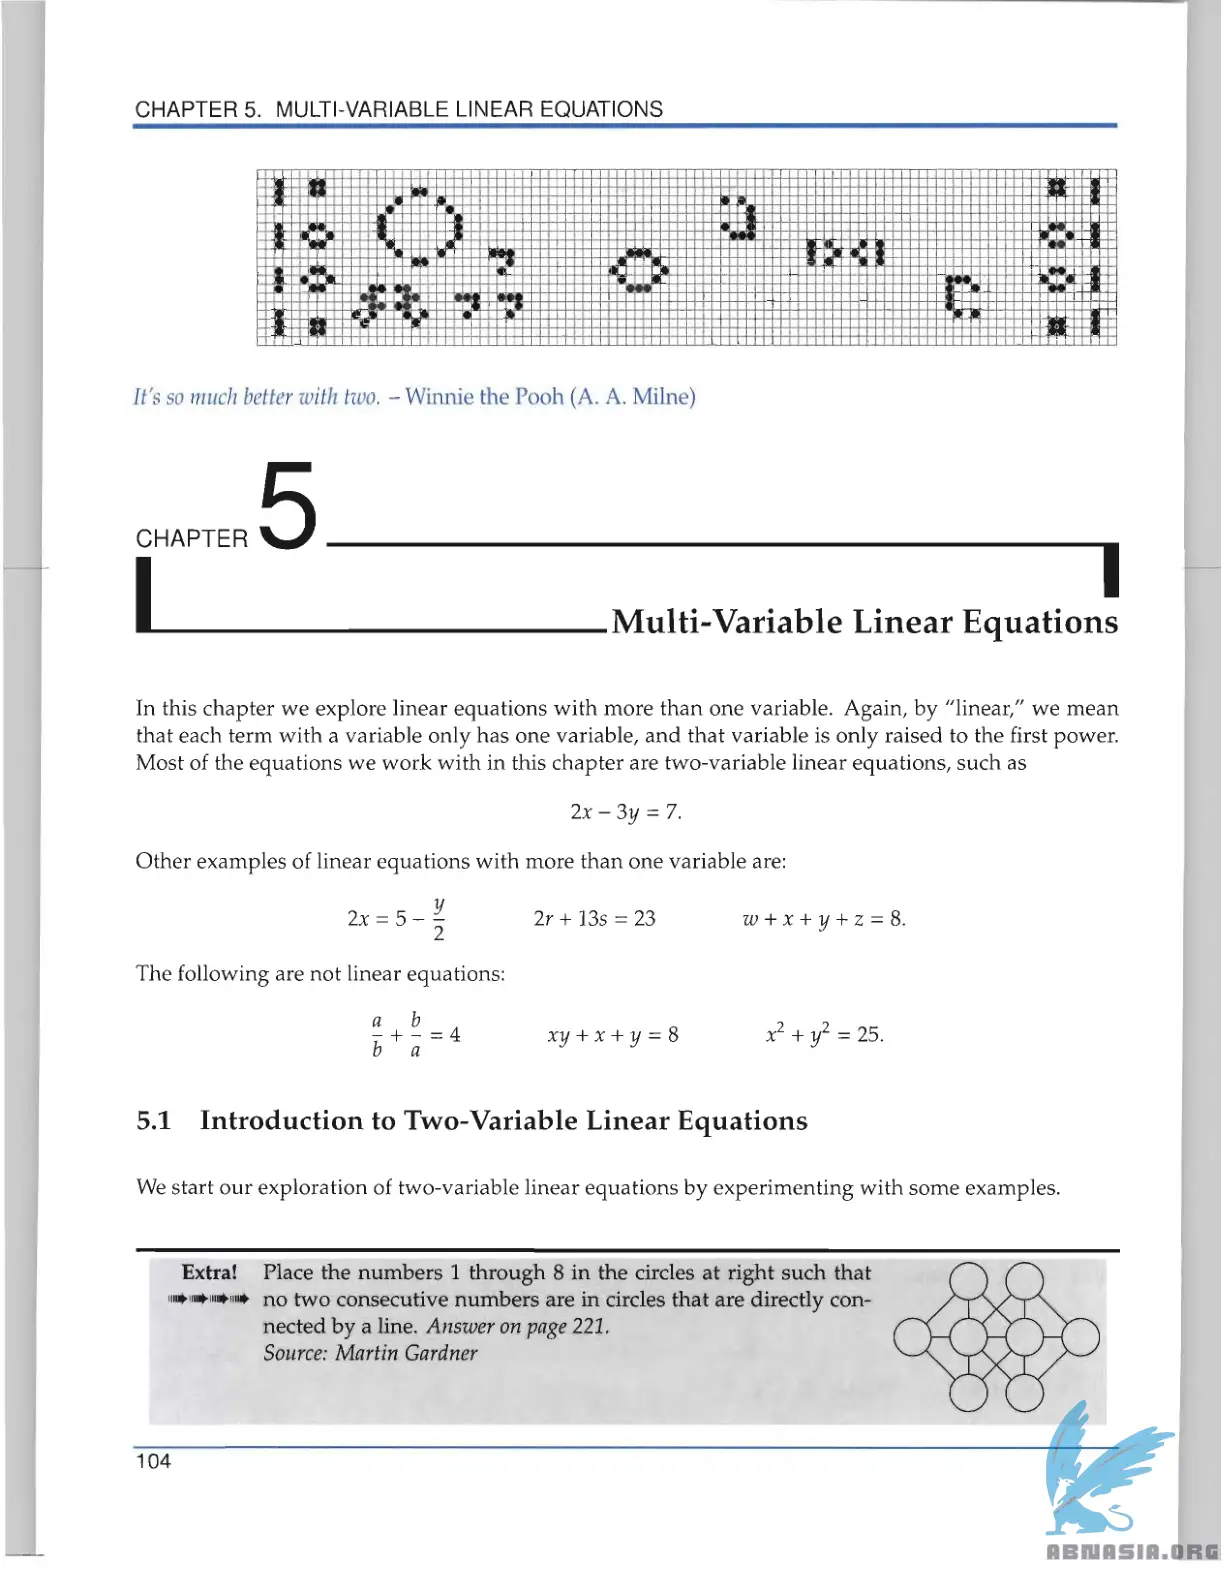 CHAPTER 5. MULTI-VARIABLE LINEAR EQUATIONS
It's so much better with two. – Winnie the Pooh (A. A. Milne)
CHAPTER 5
Multi-Variable Linear Equations
In this chapter we explore linear equations with more than one variable. Again, by "linear," we mean
that each term with a variable only has one variable, and that variable is only raised to the first power.
Most of the equations we work with in this chapter are two-variable linear equations, such as
2x − 3y = 7.
Other examples of linear equations with more than one variable are:
2x = 5 − y/2 2r + 13s = 23 w + x + y + z = 8.
The following are not linear equations:
a/b + b/a = 4 xy + x + y = 8 x² + y² = 25.
5.1 Introduction to Two-Variable Linear Equations
We start our exploration of two-variable linear equations by experimenting with some examples.
Extra! Place the numbers 1 through 8 in the circles at right such that
no two consecutive numbers are in circles that are directly con-
nected by a line. Answer on page 221.
Source: Martin Gardner
104
ABNASIA.ORG